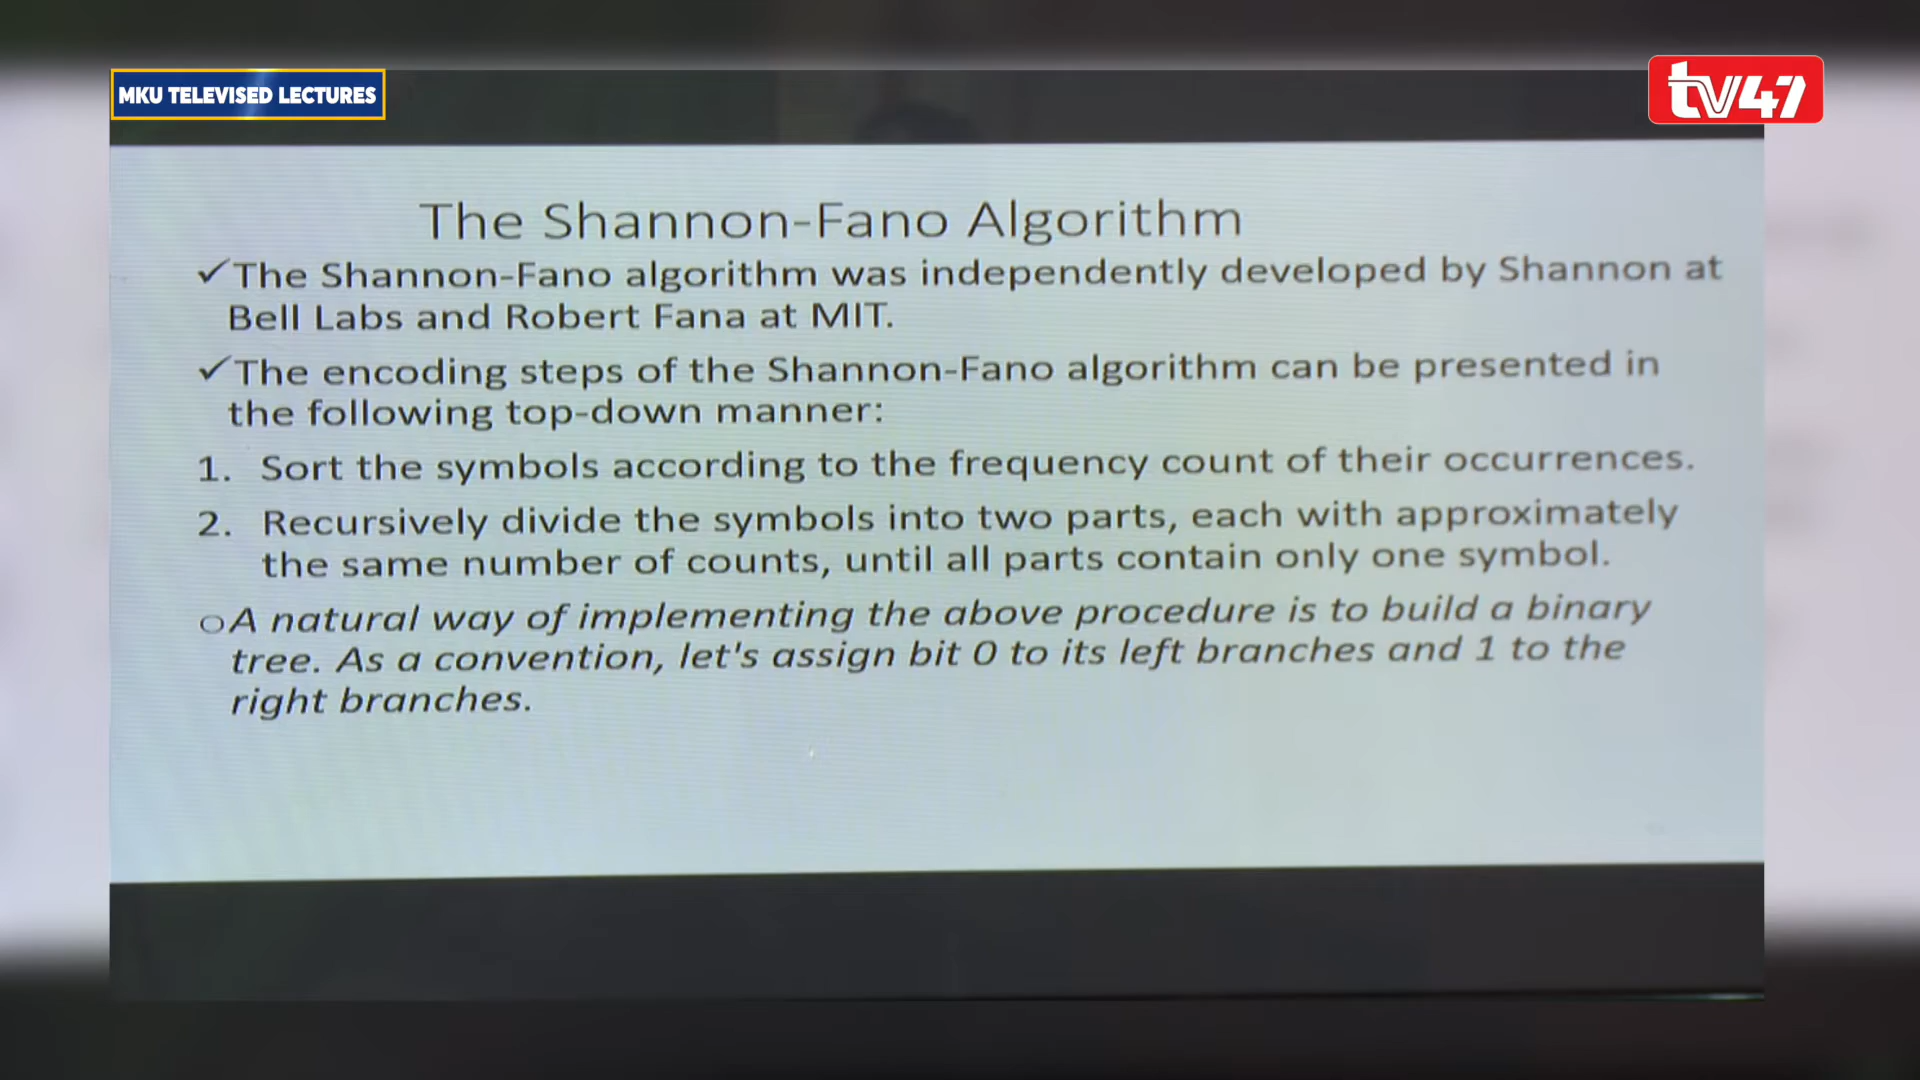 MKU TELEVISED LECTURES
tv47
The Shannon-Fano Algorithm
✓The Shannon-Fano algorithm was independently developed by Shannon at
Bell Labs and Robert Fana at MIT.
✓The encoding steps of the Shannon-Fano algorithm can be presented in
the following top-down manner:
1. Sort the symbols according to the frequency count of their occurrences.
2. Recursively divide the symbols into two parts, each with approximately
the same number of counts, until all parts contain only one symbol.
○A natural way of implementing the above procedure is to build a binary
tree. As a convention, let's assign bit 0 to its left branches and 1 to the
right branches.